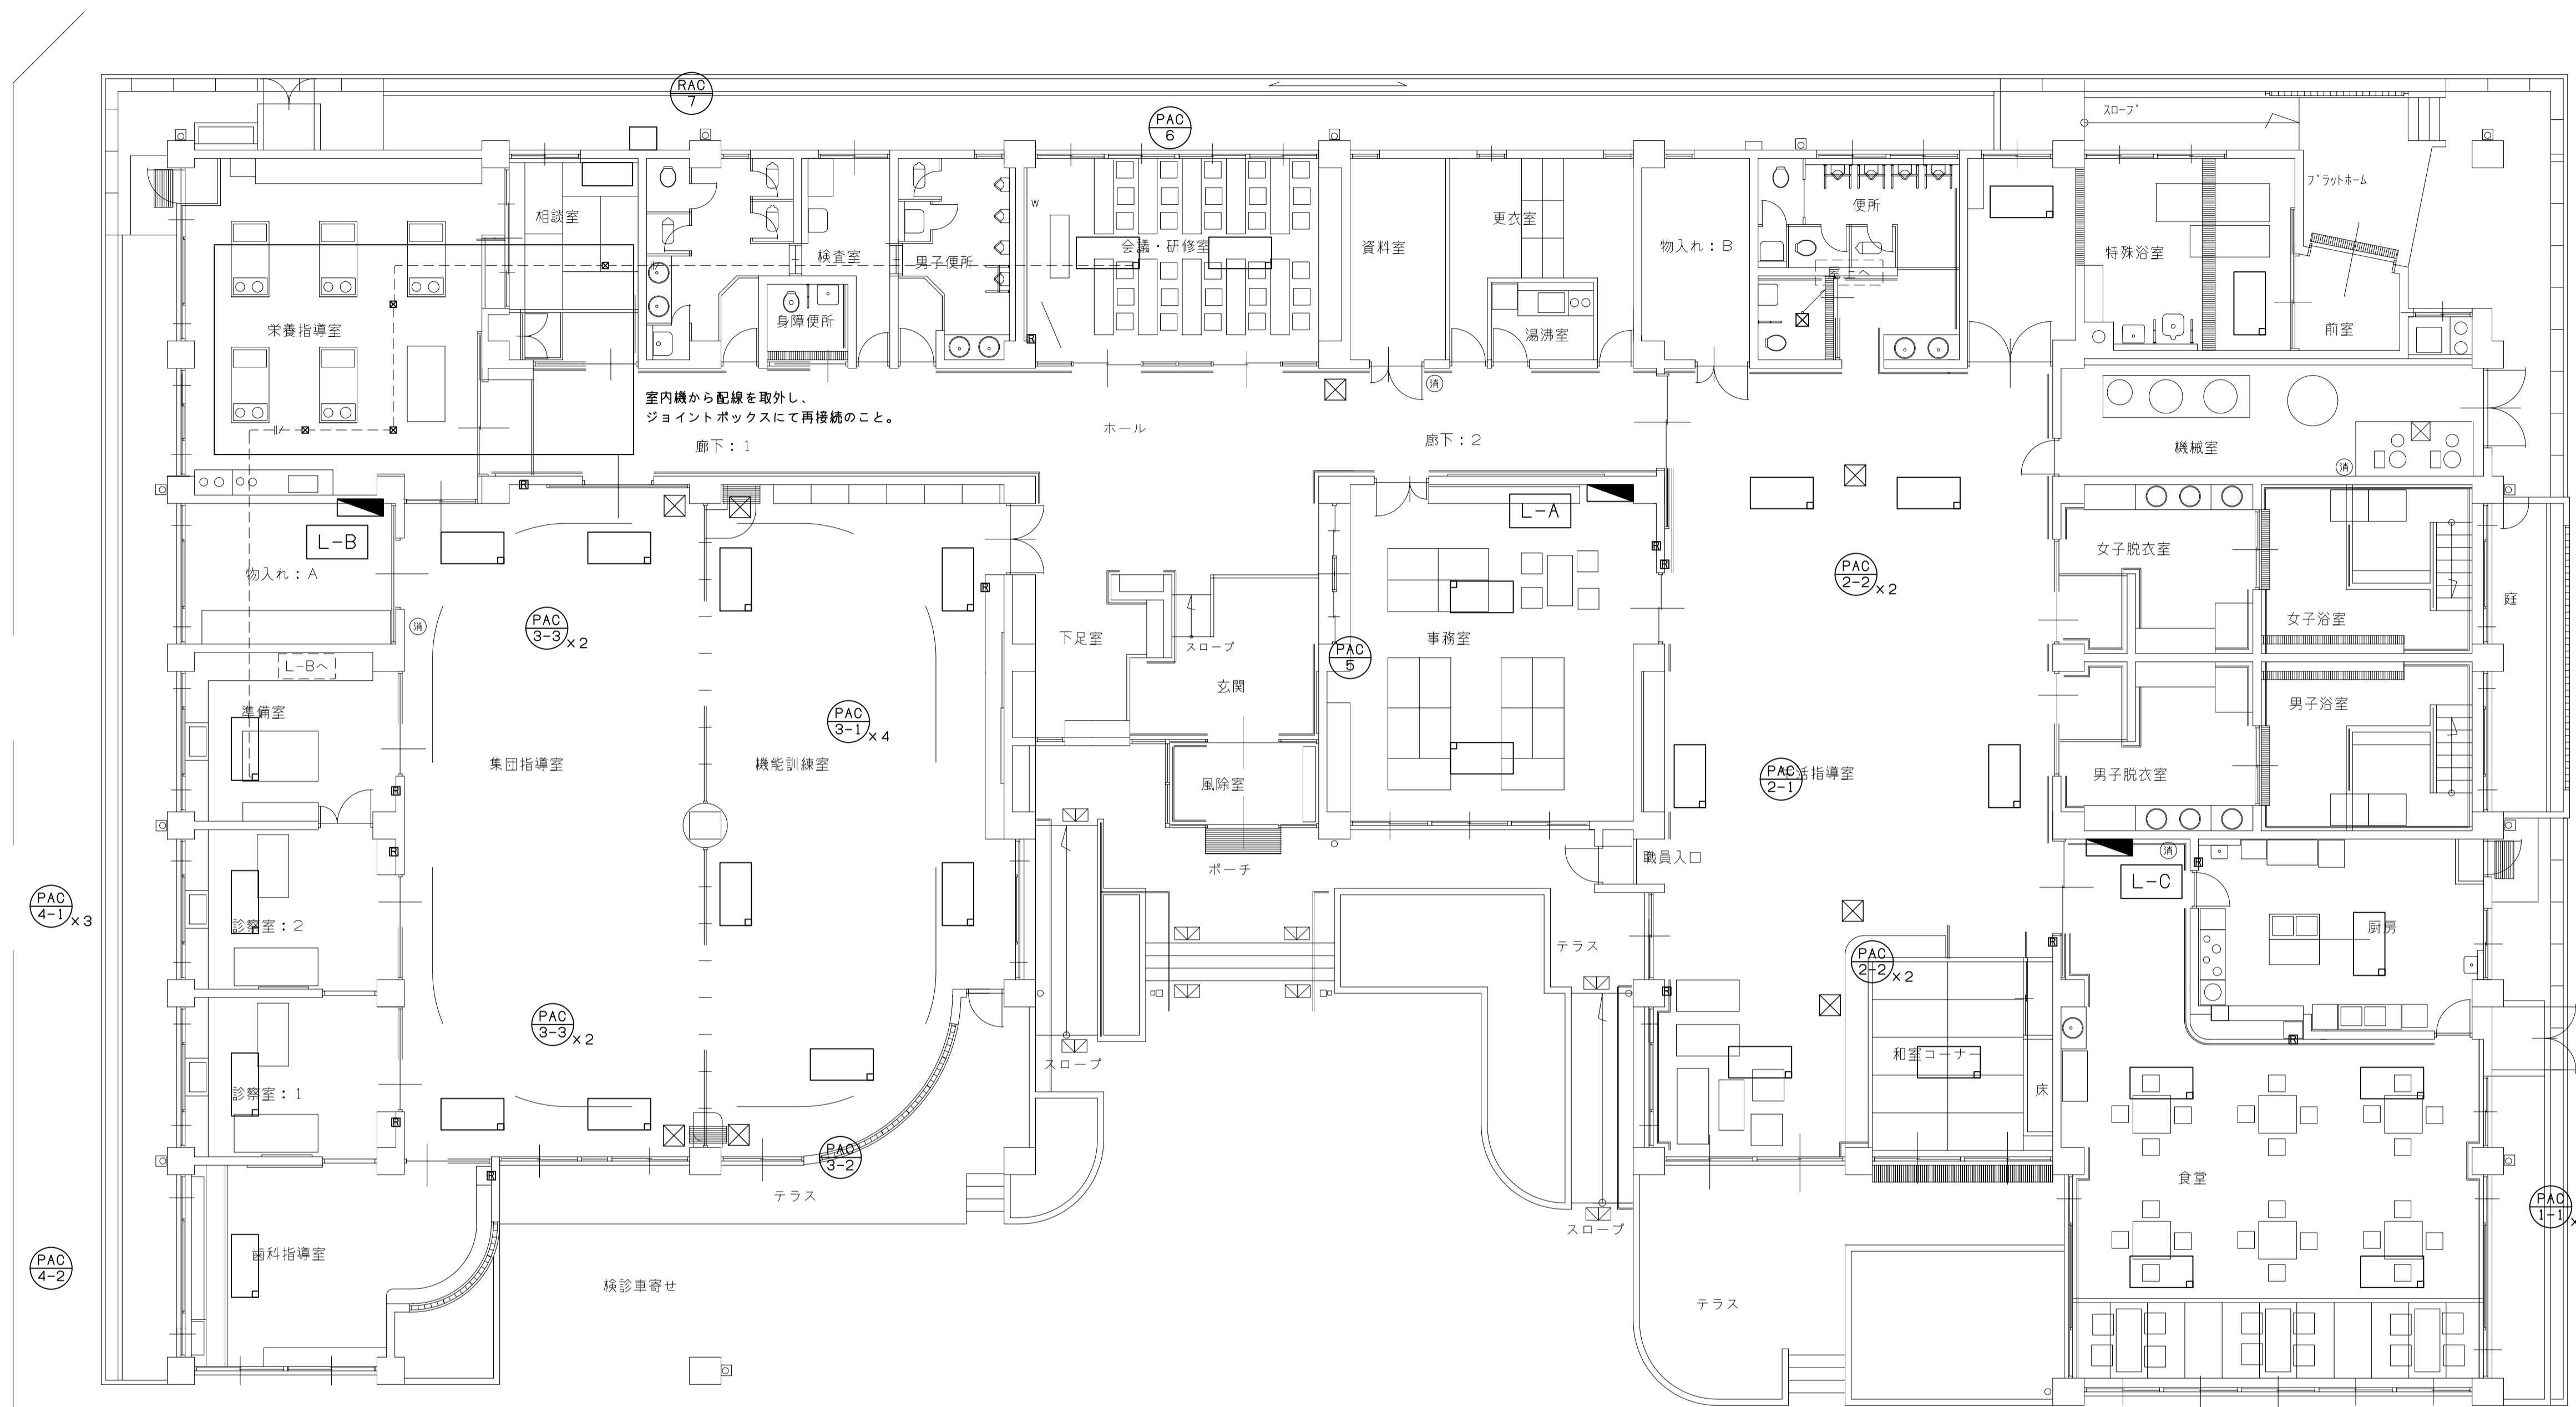 RAC
7
PAC
6
スロープ
プラットホーム
相談室
検査室
男子便所
W
会議・研修室
資料室
更衣室
物入れ：B
便所
屋上へ
特殊浴室
前室
身障便所
湯沸室
栄養指導室
室内機から配線を取外し、
ジョイントボックスにて再接続のこと。
消
ホール
廊下：1
廊下：2
機械室
消
R
L-B
物入れ：A
L-A
女子脱衣室
庭
女子浴室
PAC
3-3 x 2
消
PAC
2-2 x 2
下足室
スロープ
事務室
PAC
5
L-Bへ
玄関
準備室
PAC
3-1 x 4
男子浴室
集団指導室
機能訓練室
風除室
PAC
2-1
活指導室
男子脱衣室
ポーチ
職員入口
消
L-C
PAC
4-1 x 3
診察室：2
テラス
厨房
PAC
2-2 x 2
PAC
3-3 x 2
スロープ
和室コーナー
床
診察室：1
PAC
3-2
テラス
食堂
PAC
1-1 x
スロープ
PAC
4-2
歯科指導室
検診車寄せ
テラス